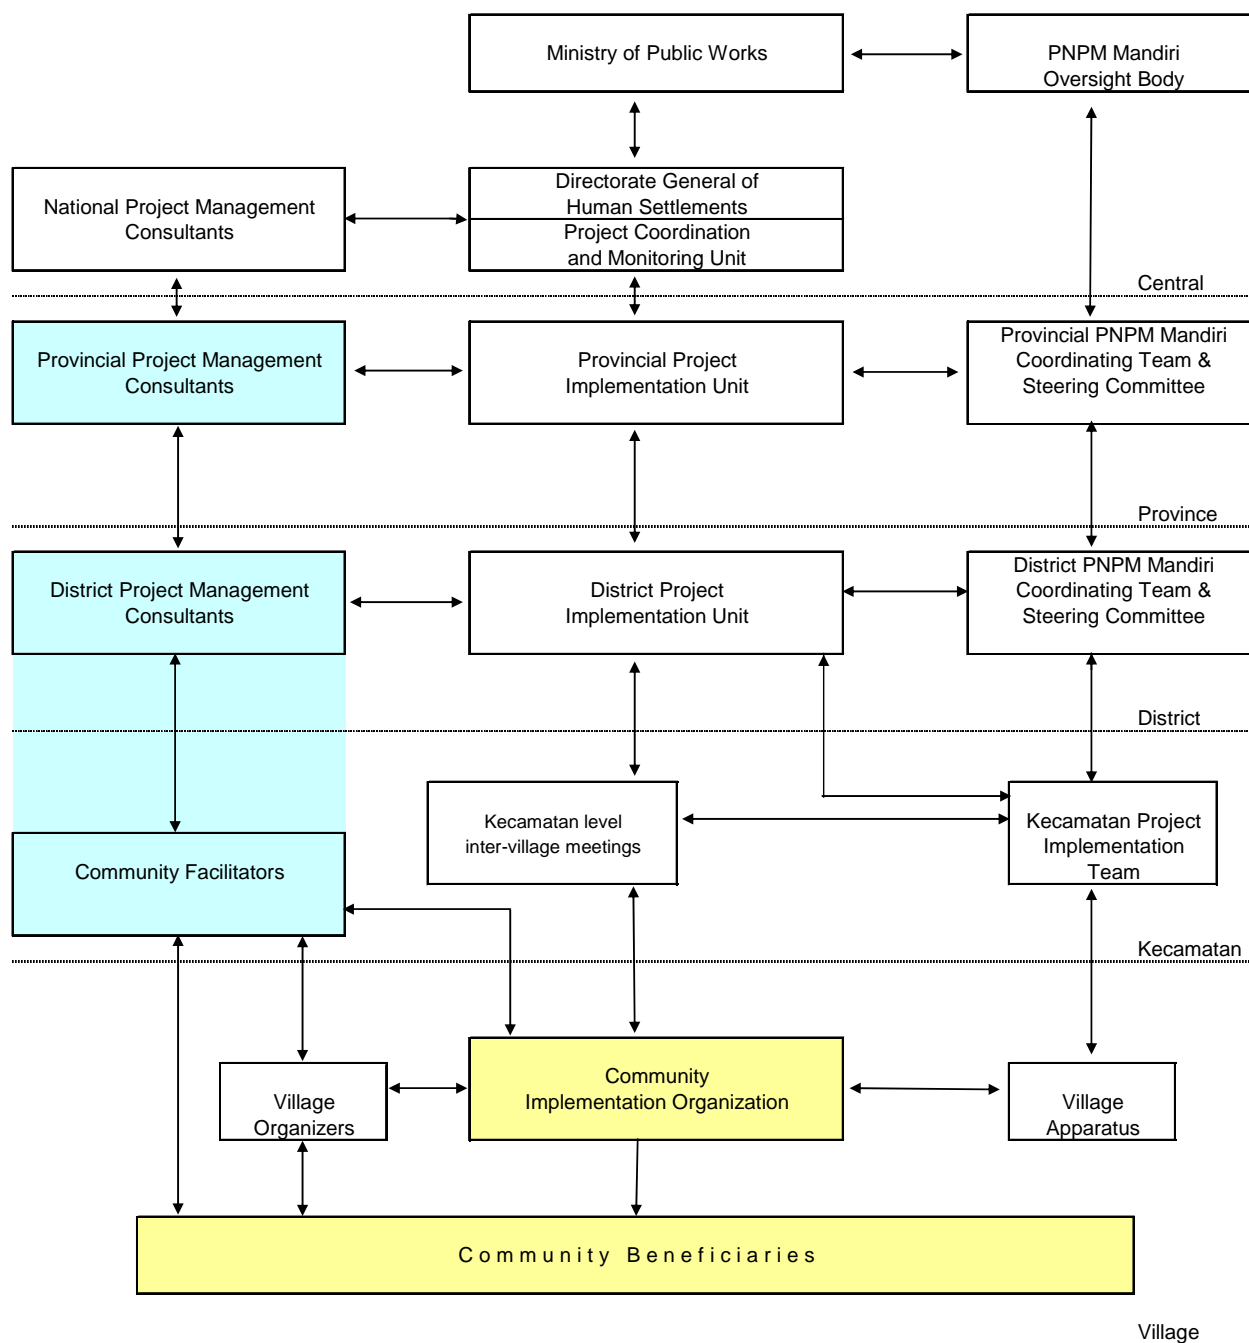 Ministry of Public Works
PNPM Mandiri
Oversight Body
National Project Management
Consultants
Directorate General of
Human Settlements
Project Coordination
and Monitoring Unit
Central
Provincial Project Management
Consultants
Provincial Project
Implementation Unit
Provincial PNPM Mandiri
Coordinating Team &
Steering Committee
Province
District Project Management
Consultants
District Project
Implementation Unit
District PNPM Mandiri
Coordinating Team &
Steering Committee
District
Kecamatan level
inter-village meetings
Kecamatan Project
Implementation
Team
Community Facilitators
Kecamatan
Village
Organizers
Community
Implementation Organization
Village
Apparatus
Community Beneficiaries
Village